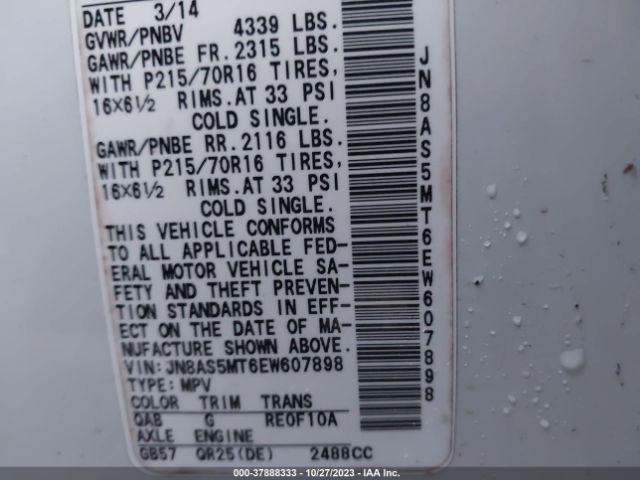 DATE 3/14
GVWR/PNBV 4339 LBS.
GAWR/PNBE FR. 2315 LBS.
WITH P215/70R16 TIRES,
16X6½ RIMS. AT 33 PSI
COLD SINGLE.
GAWR/PNBE RR. 2116 LBS.
WITH P215/70R16 TIRES,
16X6½ RIMS. AT 33 PSI
COLD SINGLE.
THIS VEHICLE CONFORMS
TO ALL APPLICABLE FED-
ERAL MOTOR VEHICLE SA-
FETY AND THEFT PREVEN-
TION STANDARDS IN EFF-
ECT ON THE DATE OF MA-
NUFACTURE SHOWN ABOVE.
VIN: JN8AS5MT6EW607898
TYPE: MPV
COLOR TRIM TRANS
QAB G RE0F10A
AXLE ENGINE
GB57 QR25(DE) 2488CC
JN8AS5MT6EW607898
000-37888333 - 10/27/2023 - IAA, Inc.